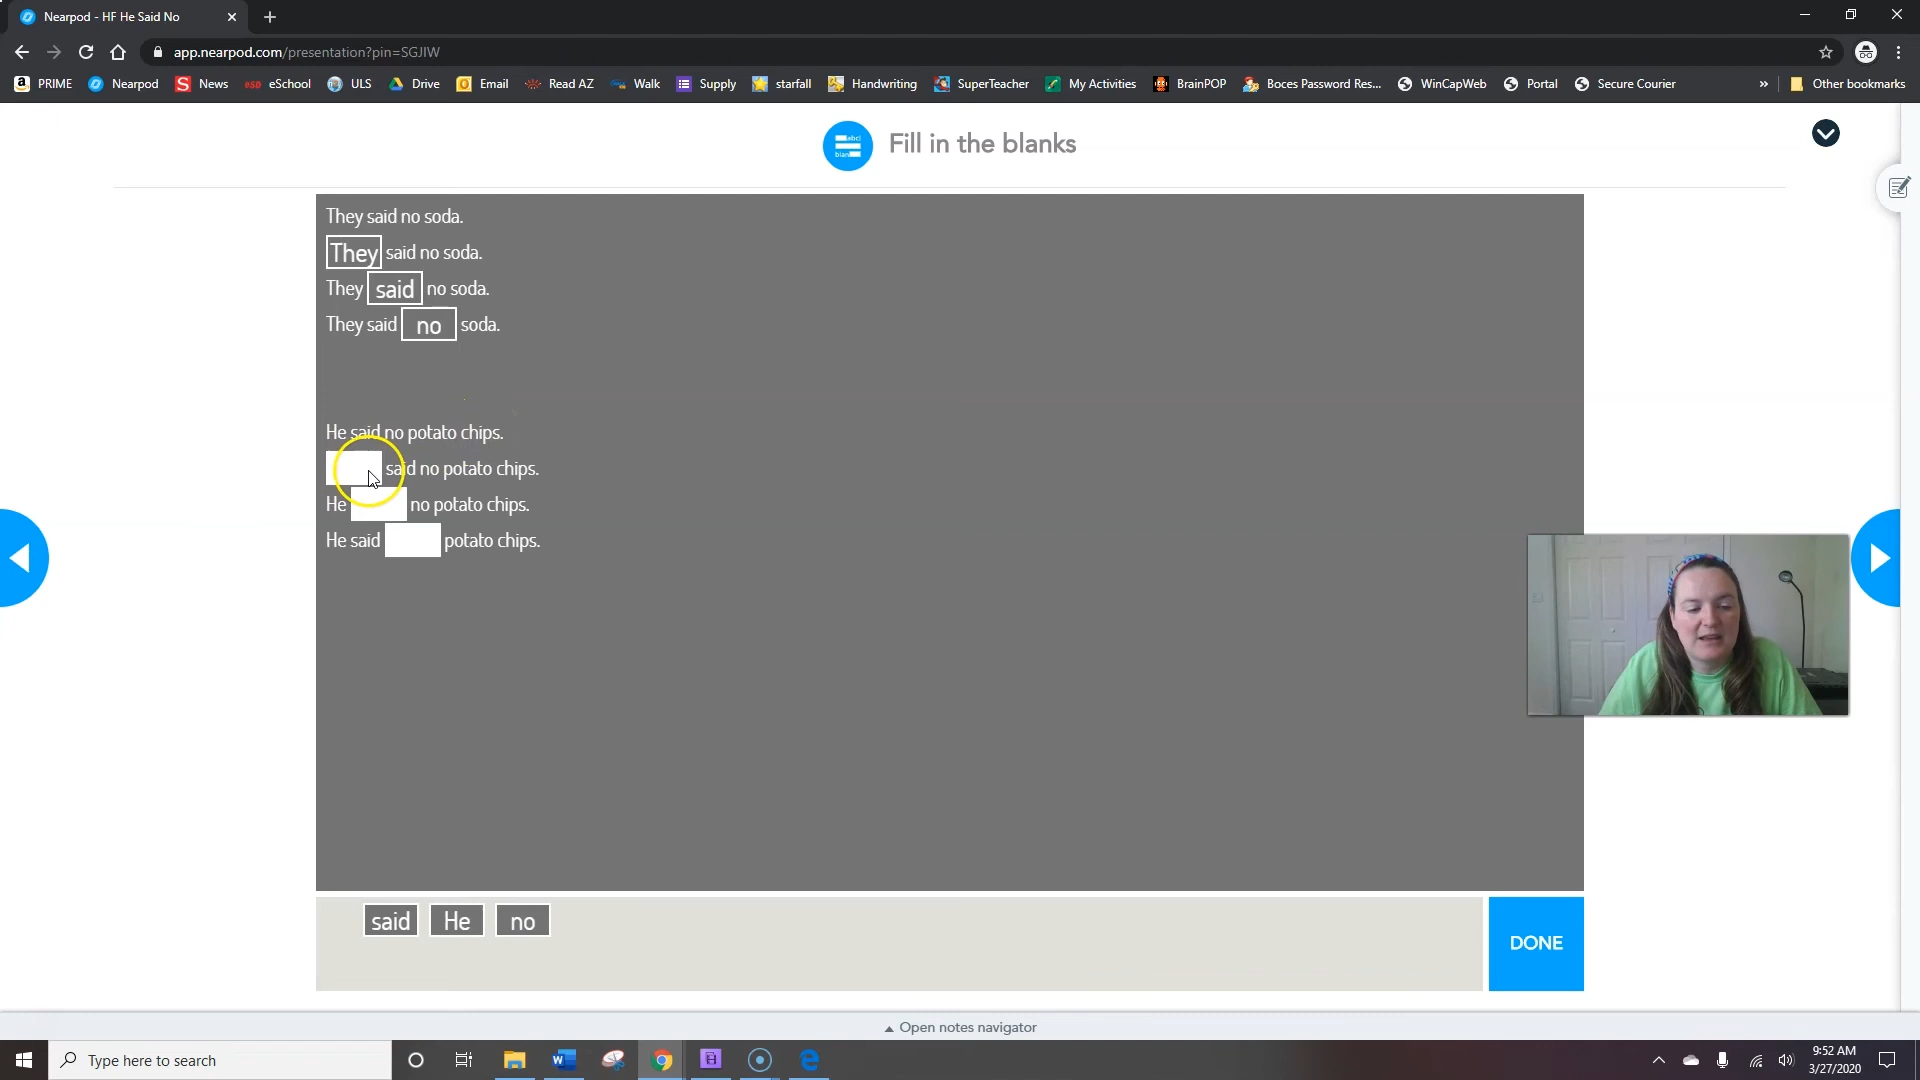 Nearpod - HF He Said No
app.nearpod.com/presentation?pin=SGJIW
PRIME Nearpod News eSchool ULS Drive Email Read AZ Walk Supply starfall Handwriting SuperTeacher My Activities BrainPOP Boces Password Res... WinCapWeb Portal Secure Courier » Other bookmarks
Fill in the blanks
They said no soda.
They said no soda.
They said no soda.
They said no soda.
He said no potato chips.
said no potato chips.
He no potato chips.
He said potato chips.
said He no
DONE
Open notes navigator
Type here to search
9:52 AM
3/27/2020